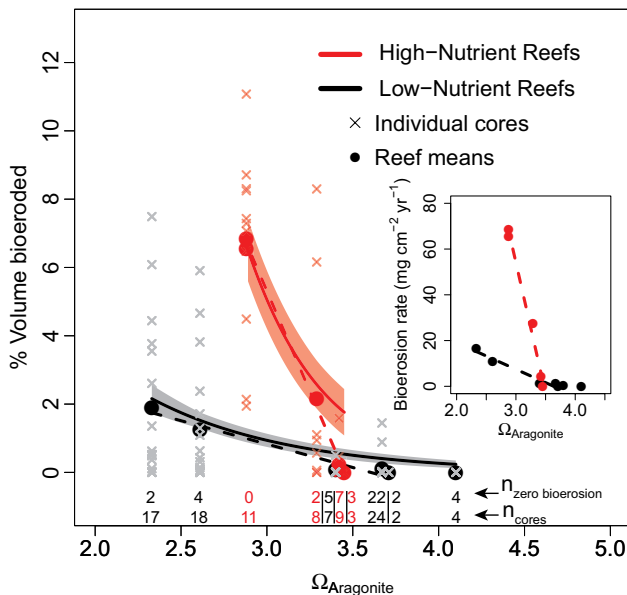 High−Nutrient Reefs
Low−Nutrient Reefs
Individual cores
Reef means
% Volume bioeroded
12
10
8
6
4
2
0
Bioerosion rate (mg cm−2 yr−1)
80
60
40
20
0
2.0 3.0 4.0
ΩAragonite
2 4 0 2 5 7 3 22 2 4 nzero bioerosion
17 18 11 8 7 9 3 24 2 4 ncores
2.0 2.5 3.0 3.5 4.0 4.5 5.0
ΩAragonite